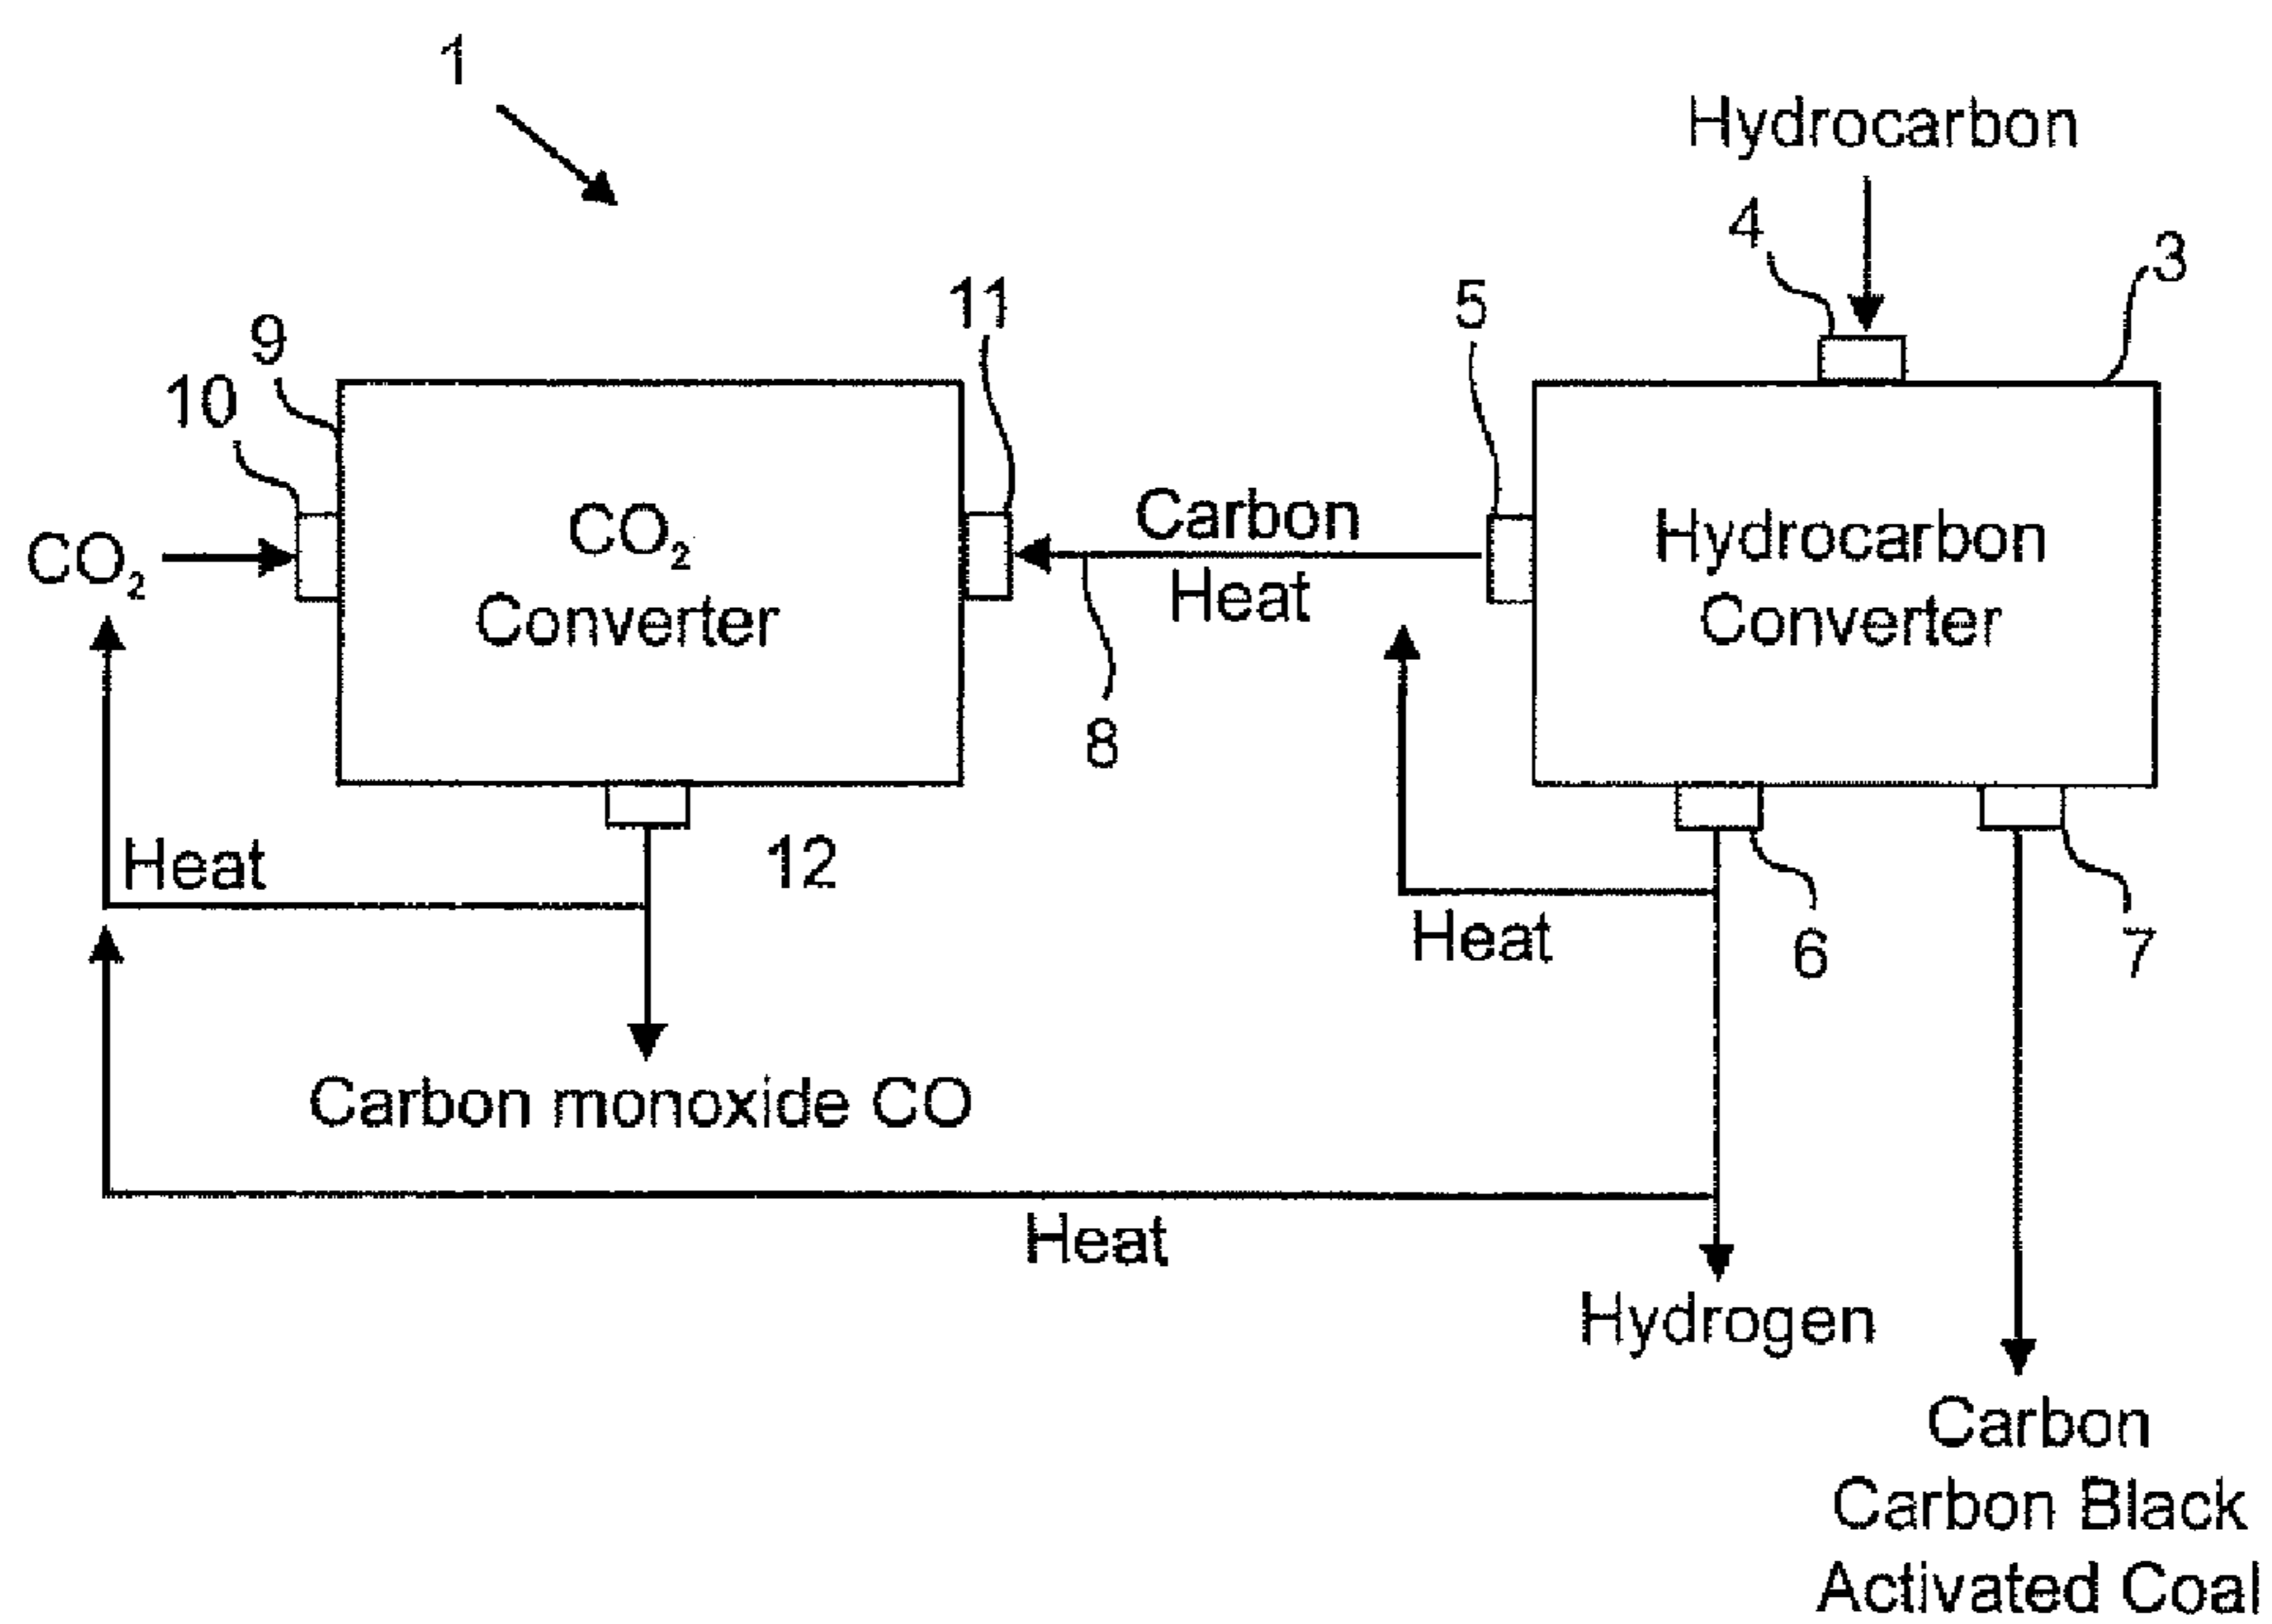 1
Hydrocarbon
4
3
5
11
9
10
CO₂
CO₂
Converter
Carbon
Heat
Hydrocarbon
Converter
8
Heat
12
Heat
6
7
Carbon monoxide CO
Heat
Hydrogen
Carbon
Carbon Black
Activated Coal